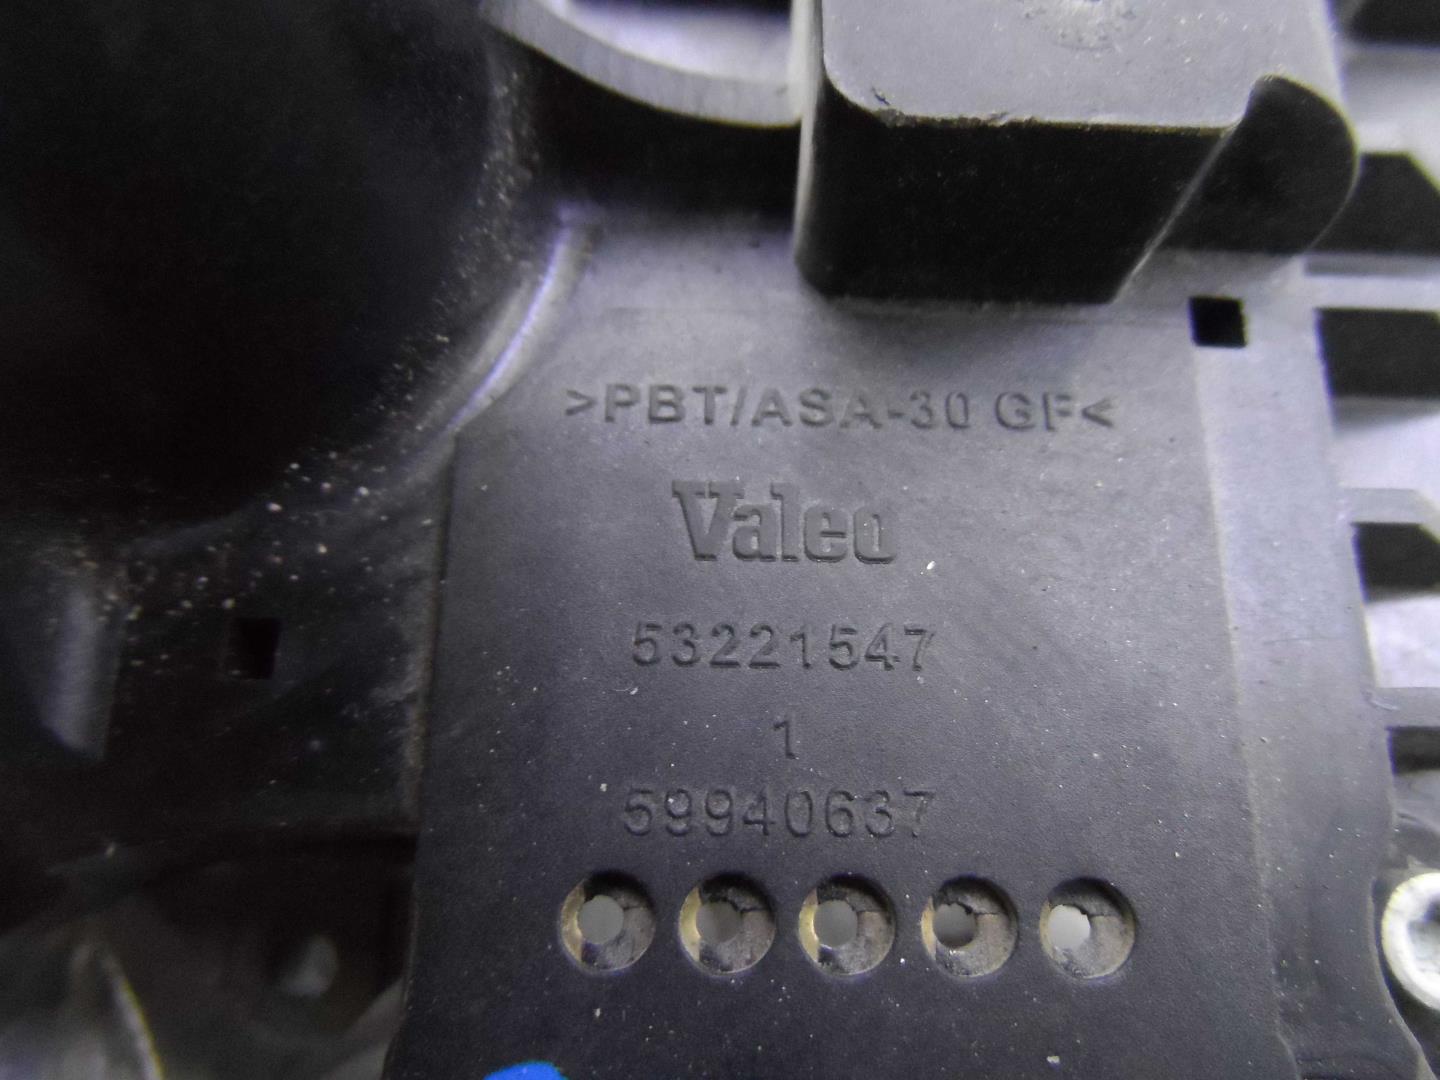 >PBT/ASA-30 GF<
Valeo
53221547
1
59940637